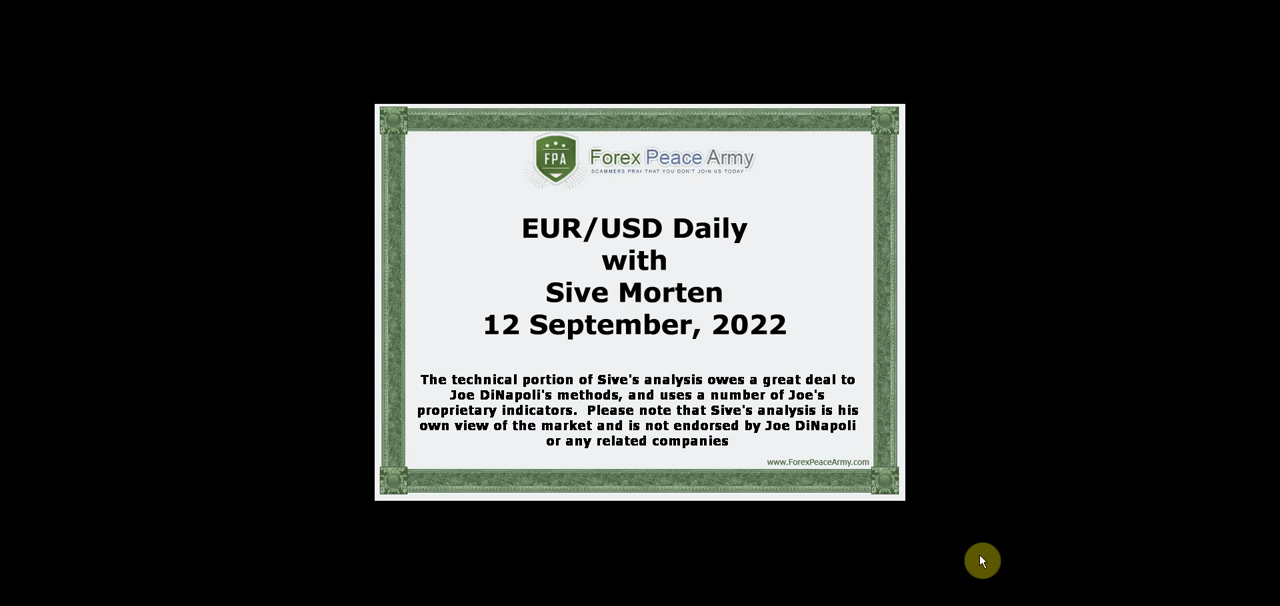 FPA
Forex Peace Army
SCAMMERS PRAY THAT YOU DON'T JOIN US TODAY
EUR/USD Daily
with
Sive Morten
12 September, 2022
The technical portion of Sive's analysis owes a great deal to
Joe DiNapoli's methods, and uses a number of Joe's
proprietary indicators.  Please note that Sive's analysis is his
own view of the market and is not endorsed by Joe DiNapoli
or any related companies
www.ForexPeaceArmy.com